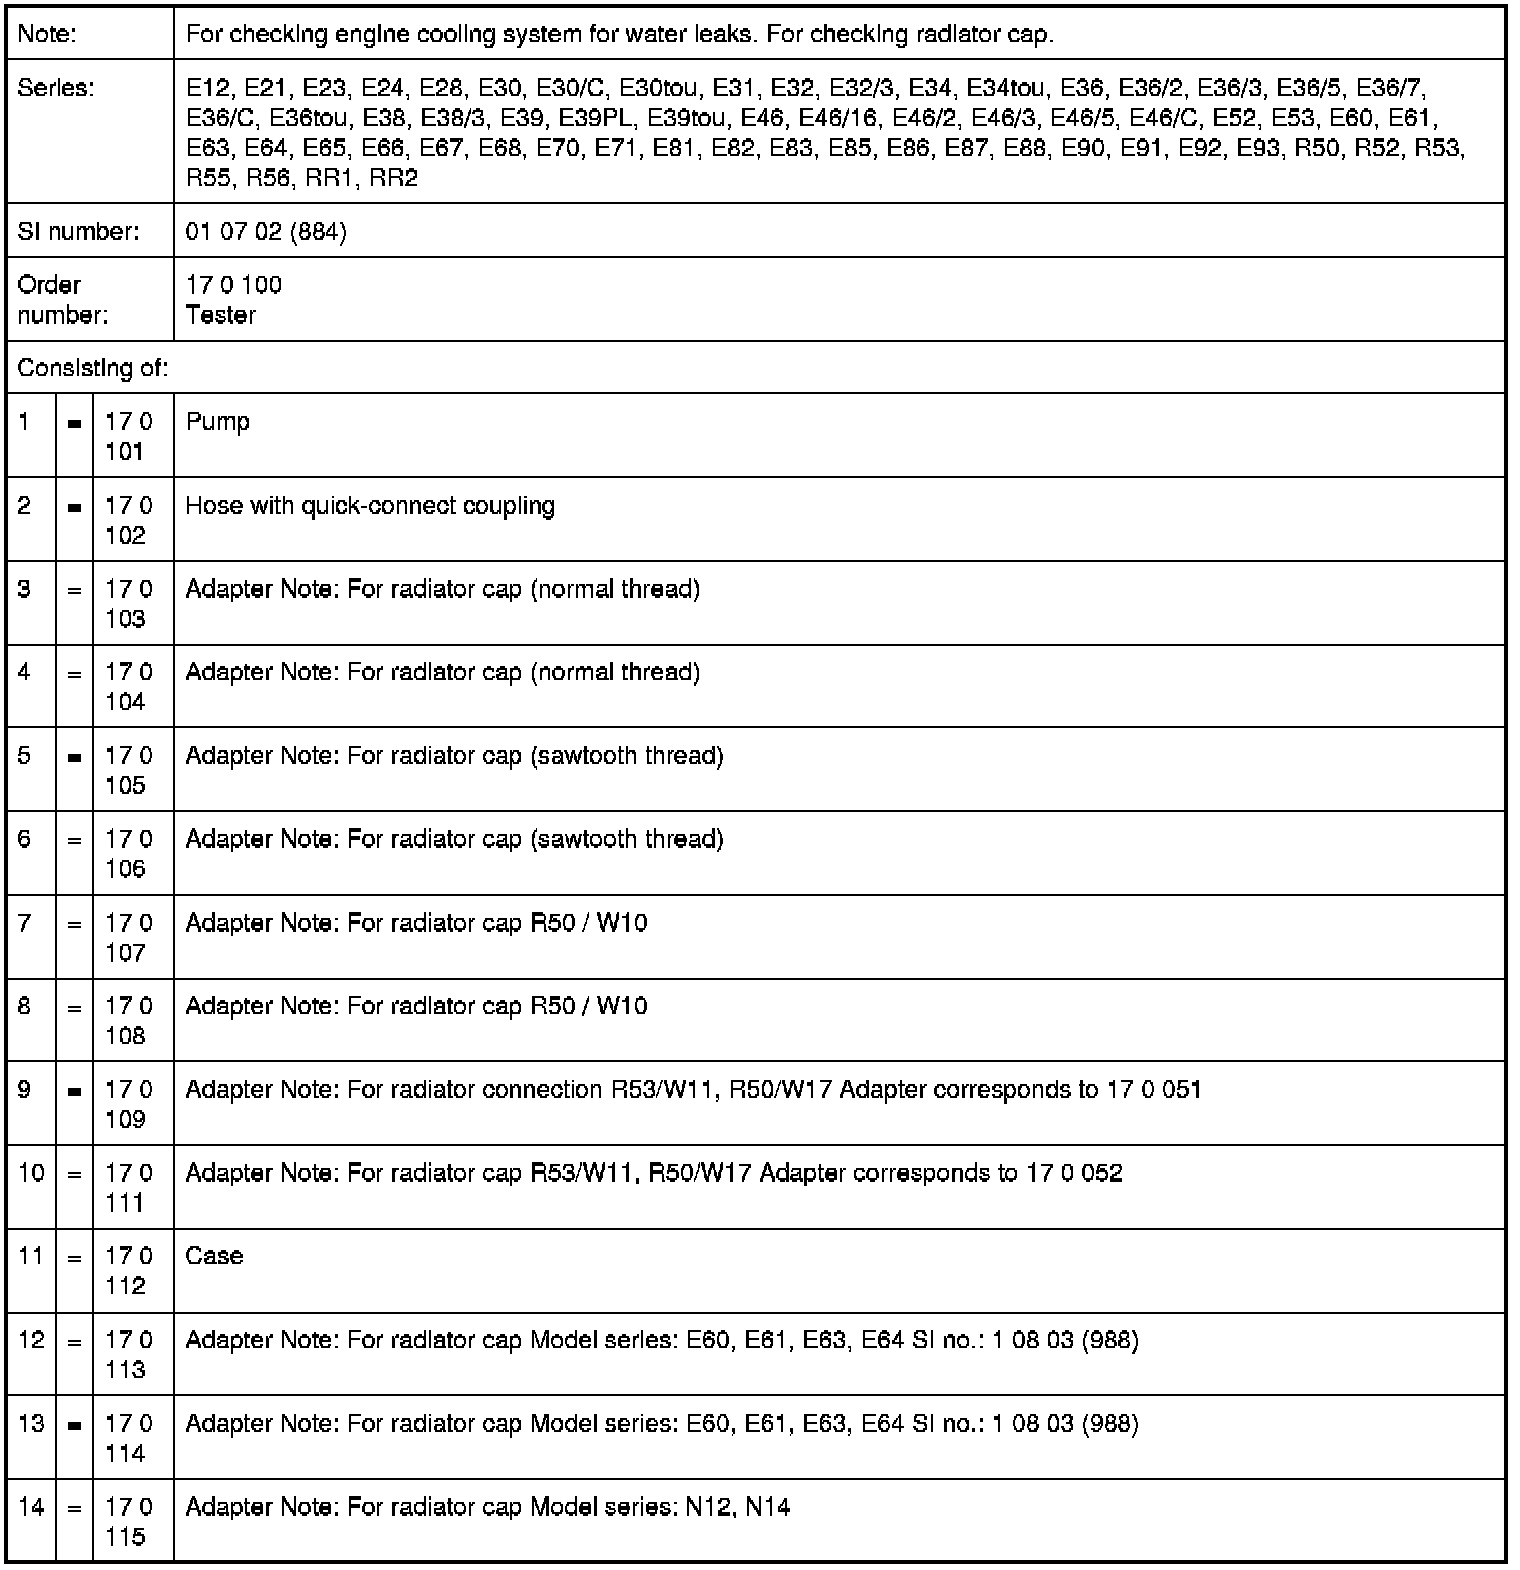 Note: For checking engine cooling system for water leaks. For checking radiator cap.
Series: E12, E21, E23, E24, E28, E30, E30/C, E30tou, E31, E32, E32/3, E34, E34tou, E36, E36/2, E36/3, E36/5, E36/7,
E36/C, E36tou, E38, E38/3, E39, E39PL, E39tou, E46, E46/16, E46/2, E46/3, E46/5, E46/C, E52, E53, E60, E61,
E63, E64, E65, E66, E67, E68, E70, E71, E81, E82, E83, E85, E86, E87, E88, E90, E91, E92, E93, R50, R52, R53,
R55, R56, RR1, RR2
SI number: 01 07 02 (884)
Order 17 0 100
number: Tester
Consisting of:
1 = 17 0 Pump
101
2 = 17 0 Hose with quick-connect coupling
102
3 = 17 0 Adapter Note: For radiator cap (normal thread)
103
4 = 17 0 Adapter Note: For radiator cap (normal thread)
104
5 = 17 0 Adapter Note: For radiator cap (sawtooth thread)
105
6 = 17 0 Adapter Note: For radiator cap (sawtooth thread)
106
7 = 17 0 Adapter Note: For radiator cap R50 / W10
107
8 = 17 0 Adapter Note: For radiator cap R50 / W10
108
9 = 17 0 Adapter Note: For radiator connection R53/W11, R50/W17 Adapter corresponds to 17 0 051
109
10 = 17 0 Adapter Note: For radiator cap R53/W11, R50/W17 Adapter corresponds to 17 0 052
111
11 = 17 0 Case
112
12 = 17 0 Adapter Note: For radiator cap Model series: E60, E61, E63, E64 SI no.: 1 08 03 (988)
113
13 = 17 0 Adapter Note: For radiator cap Model series: E60, E61, E63, E64 SI no.: 1 08 03 (988)
114
14 = 17 0 Adapter Note: For radiator cap Model series: N12, N14
115